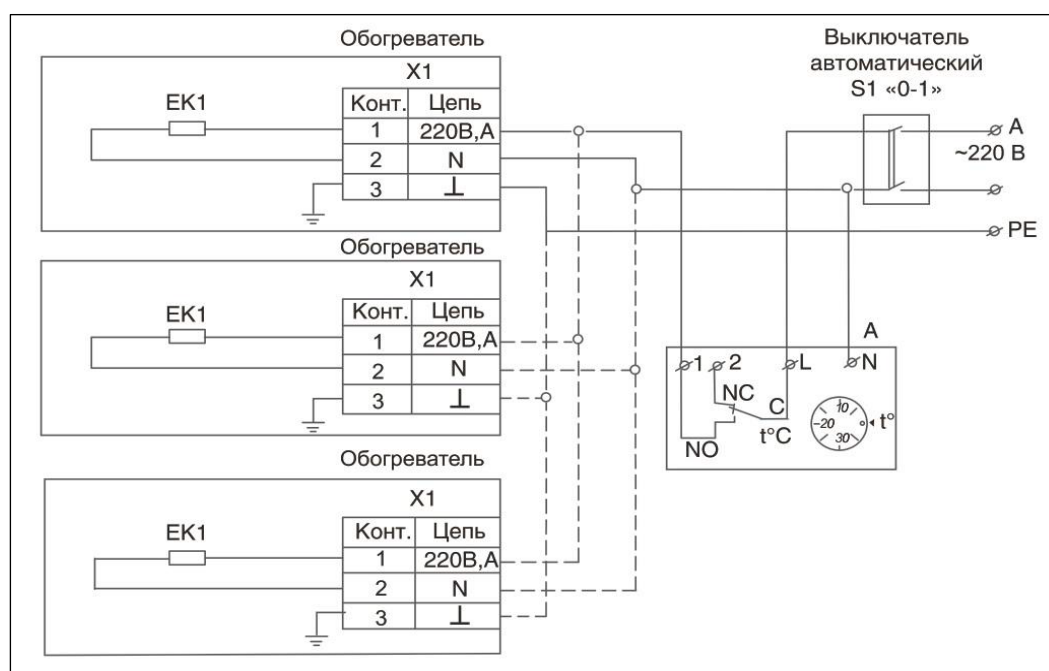 Обогреватель
X1
EK1
Конт. Цепь
1 220В,А
2 N
3 ⊥
Обогреватель
X1
EK1
Конт. Цепь
1 220В,А
2 N
3 ⊥
Обогреватель
X1
EK1
Конт. Цепь
1 220В,А
2 N
3 ⊥
Выключатель
автоматический
S1 «0-1»
А
~220 В
PE
А
1 2 L N
NC C
t°C
NO
10
20
30
t°